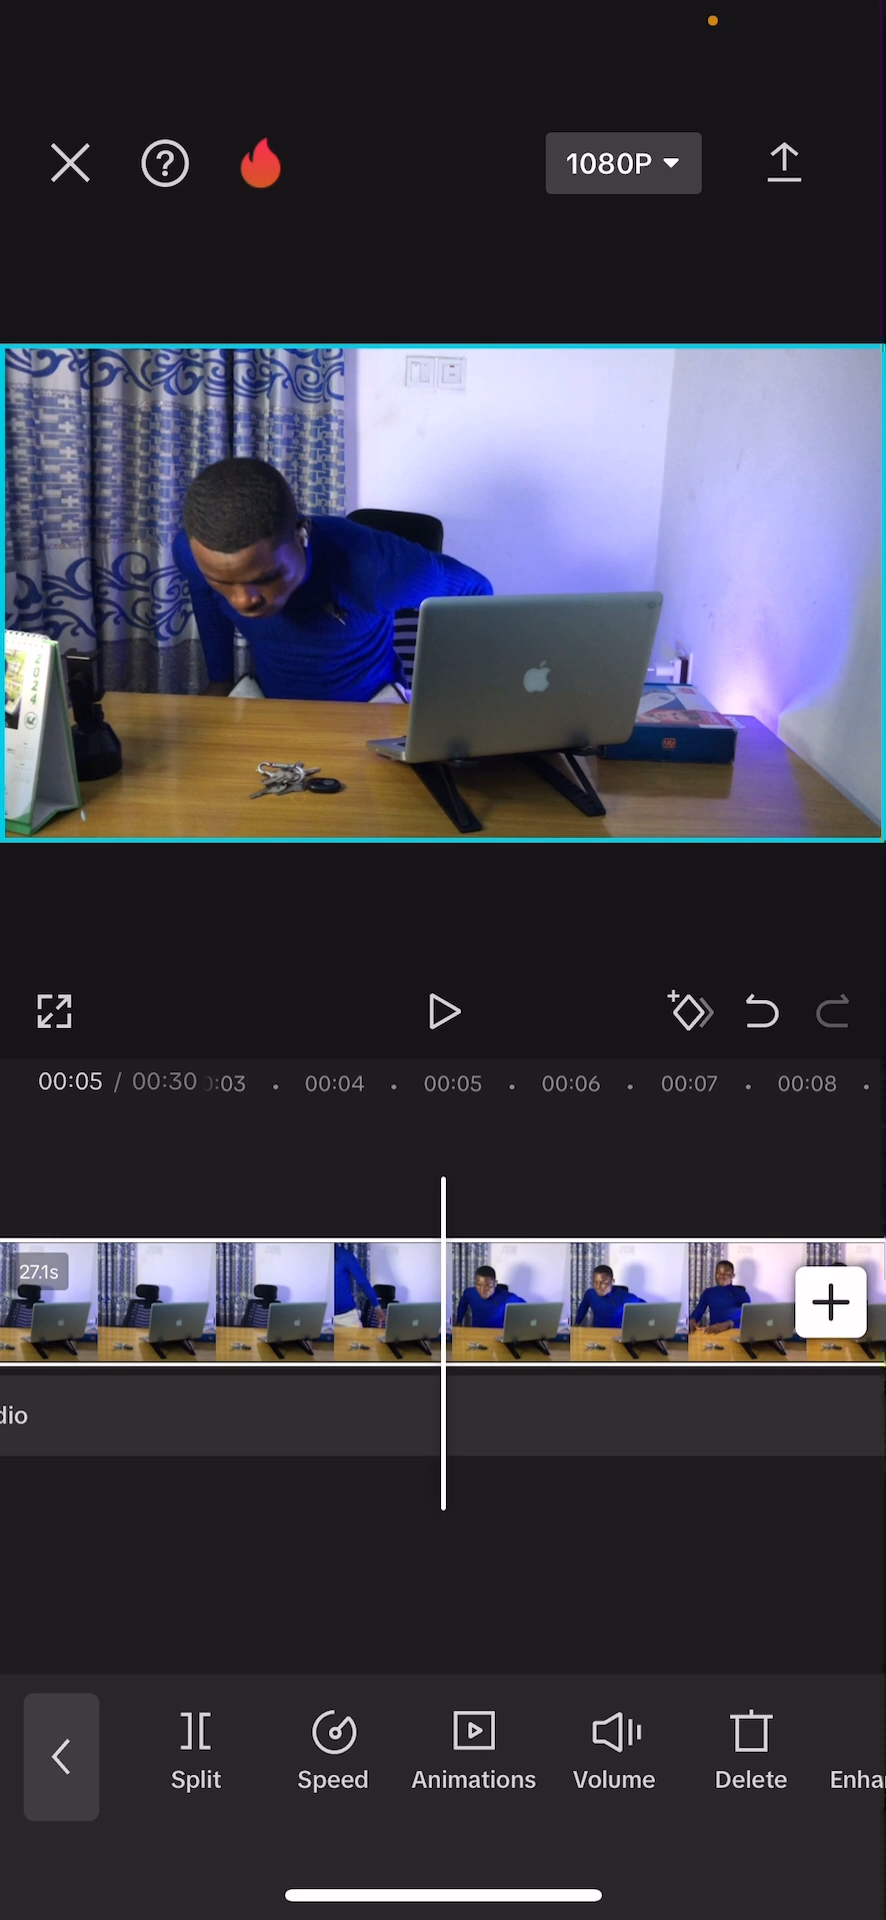 1080P
00:05 / 00:30 :03 00:04 00:05 00:06 00:07 00:08
27.1s
dio
Split Speed Animations Volume Delete Enha